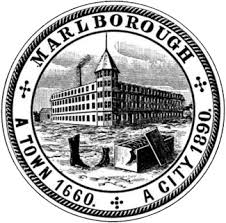 MARLBOROUGH
A TOWN 1660.
A CITY 1890.